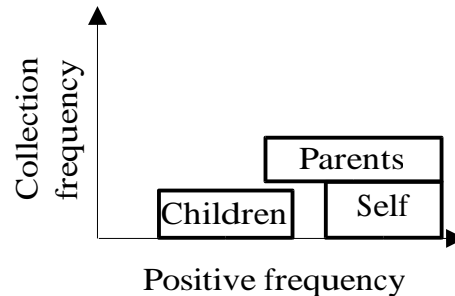 Collection
frequency
Parents
Children
Self
Positive frequency